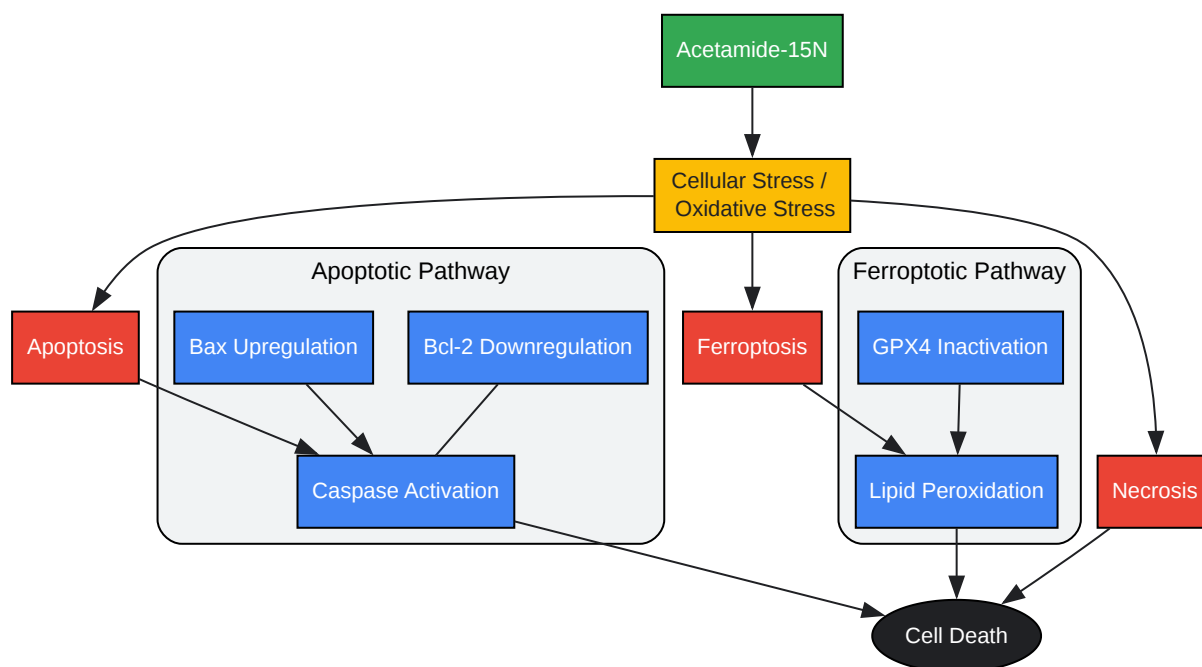 Acetamide-15N
Cellular Stress /
Oxidative Stress
Apoptotic Pathway
Ferroptotic Pathway
Apoptosis
Bax Upregulation
Bcl-2 Downregulation
Ferroptosis
GPX4 Inactivation
Caspase Activation
Lipid Peroxidation
Necrosis
Cell Death